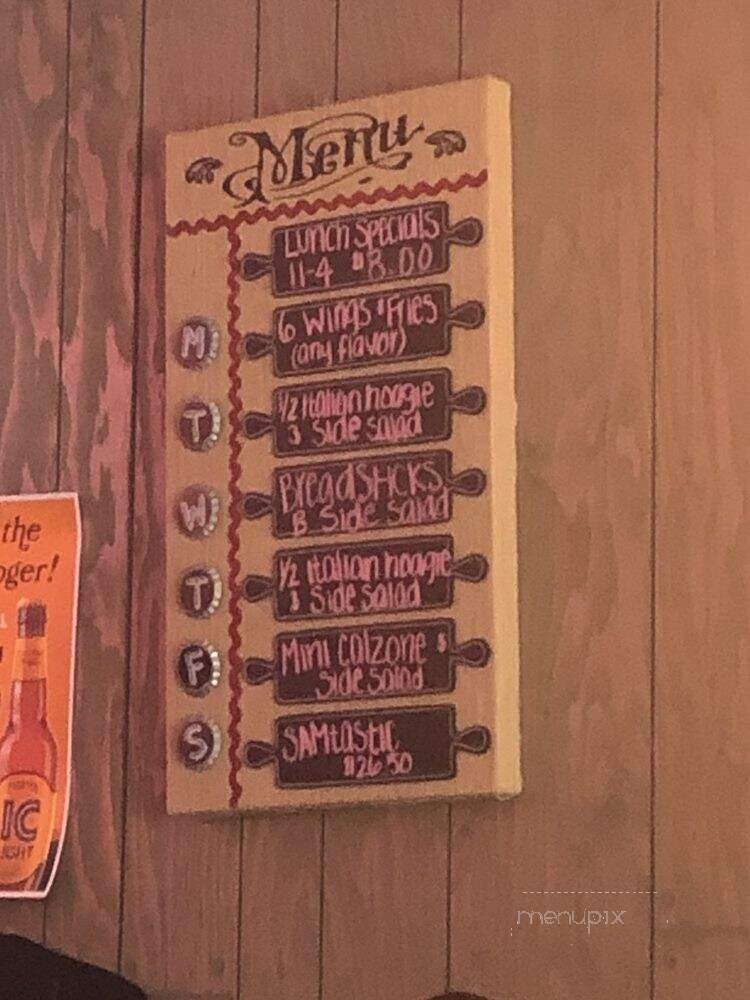 Menu
Lunch Specials
11-4 $8.00
M
6 Wings & Fries
(any flavor)
T
1/2 Italian hoagie
& Side salad
W
Breadsticks
& Side salad
T
1/2 Italian hoagie
& Side salad
F
Mini Calzone &
Side Salad
S
SAMtastic
$26.50
the
oger!
IC
menupix